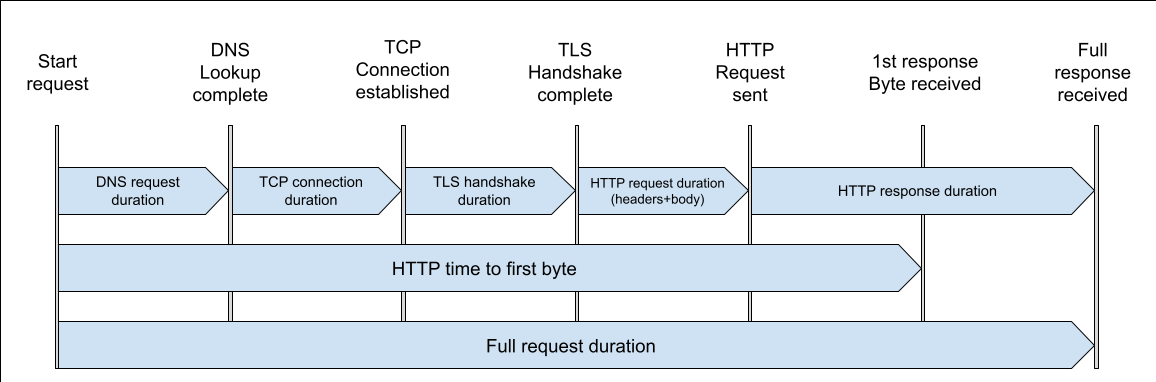 Start
request
DNS
Lookup
complete
TCP
Connection
established
TLS
Handshake
complete
HTTP
Request
sent
1st response
Byte received
Full
response
received
DNS request
duration
TCP connection
duration
TLS handshake
duration
HTTP request duration
(headers+body)
HTTP response duration
HTTP time to first byte
Full request duration